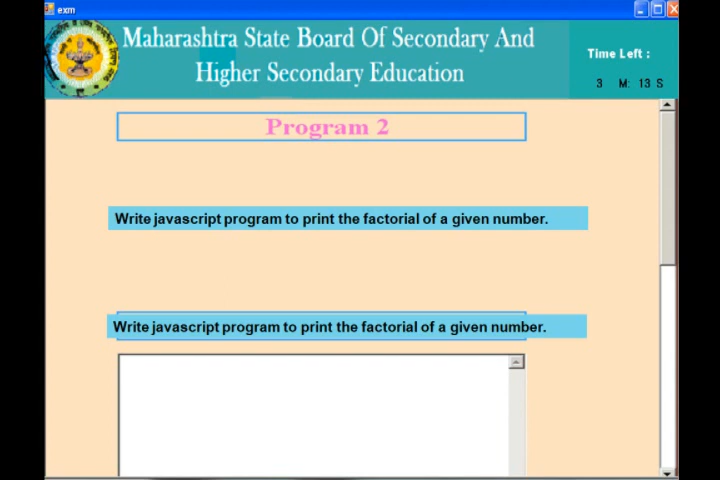 exm
Maharashtra State Board Of Secondary And
Higher Secondary Education
Time Left :
3 M: 13 S
Program 2
Write javascript program to print the factorial of a given number.
Write javascript program to print the factorial of a given number.